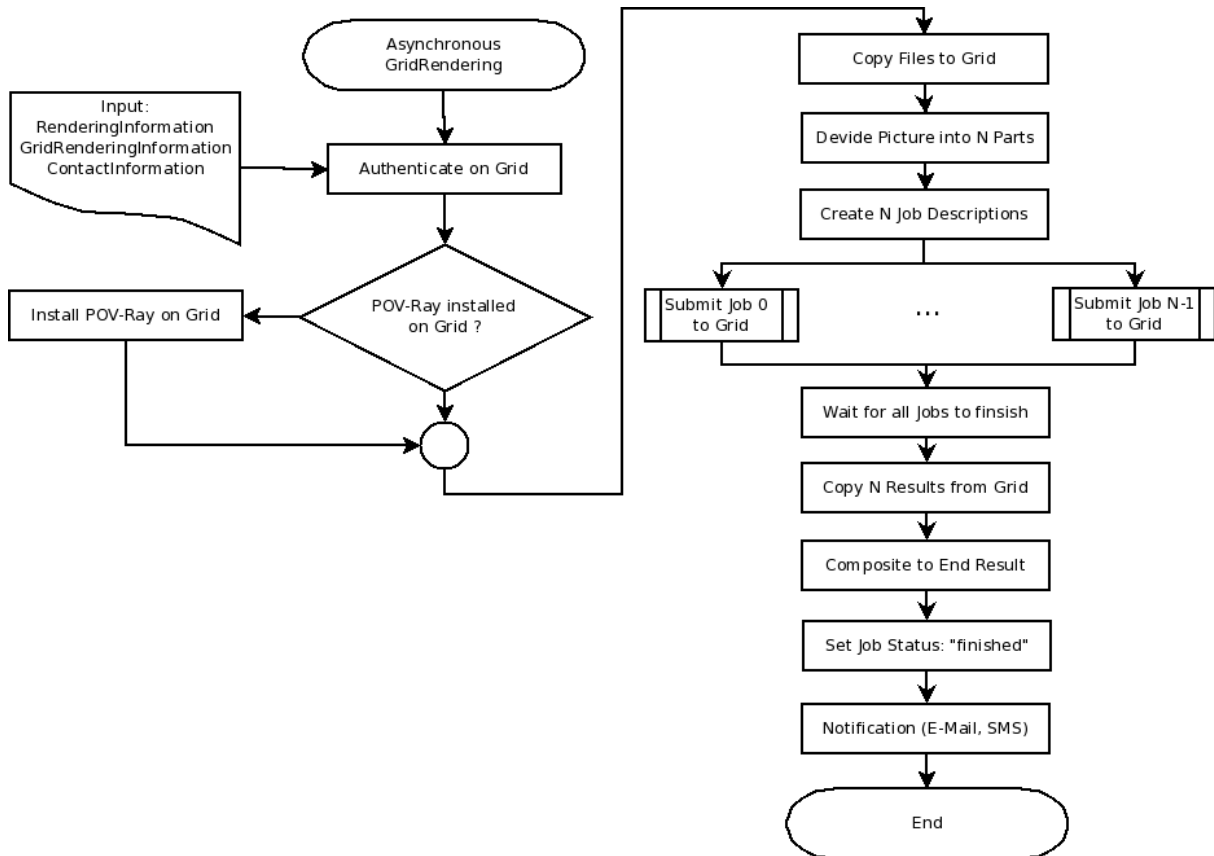 Asynchronous
GridRendering
Input:
RenderingInformation
GridRenderingInformation
ContactInformation
Authenticate on Grid
POV-Ray installed
on Grid ?
Install POV-Ray on Grid
Copy Files to Grid
Devide Picture into N Parts
Create N Job Descriptions
Submit Job 0
to Grid
...
Submit Job N-1
to Grid
Wait for all Jobs to finsish
Copy N Results from Grid
Composite to End Result
Set Job Status: "finished"
Notification (E-Mail, SMS)
End